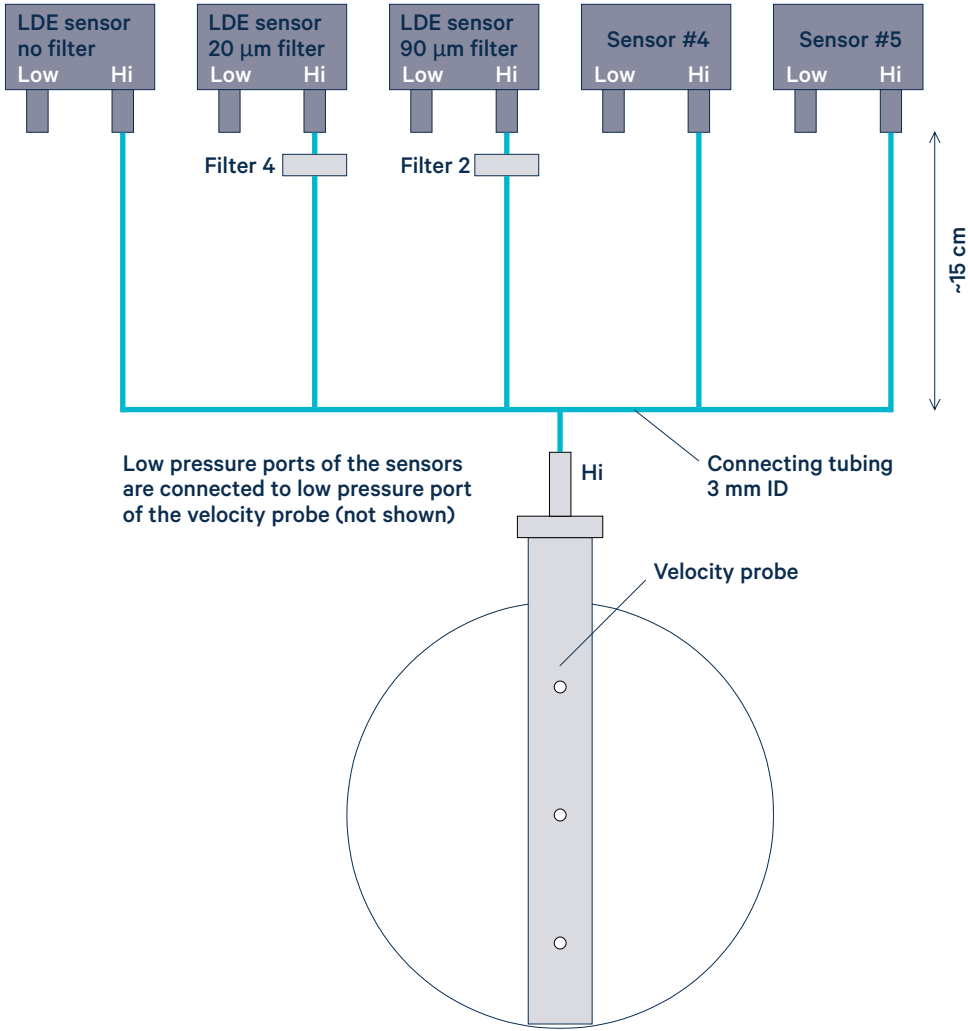 LDE sensor
no filter
Low Hi
LDE sensor
20 μm filter
Low Hi
LDE sensor
90 μm filter
Low Hi
Sensor #4
Low Hi
Sensor #5
Low Hi
Filter 4
Filter 2
~15 cm
Low pressure ports of the sensors
are connected to low pressure port
of the velocity probe (not shown)
Hi
Connecting tubing
3 mm ID
Velocity probe